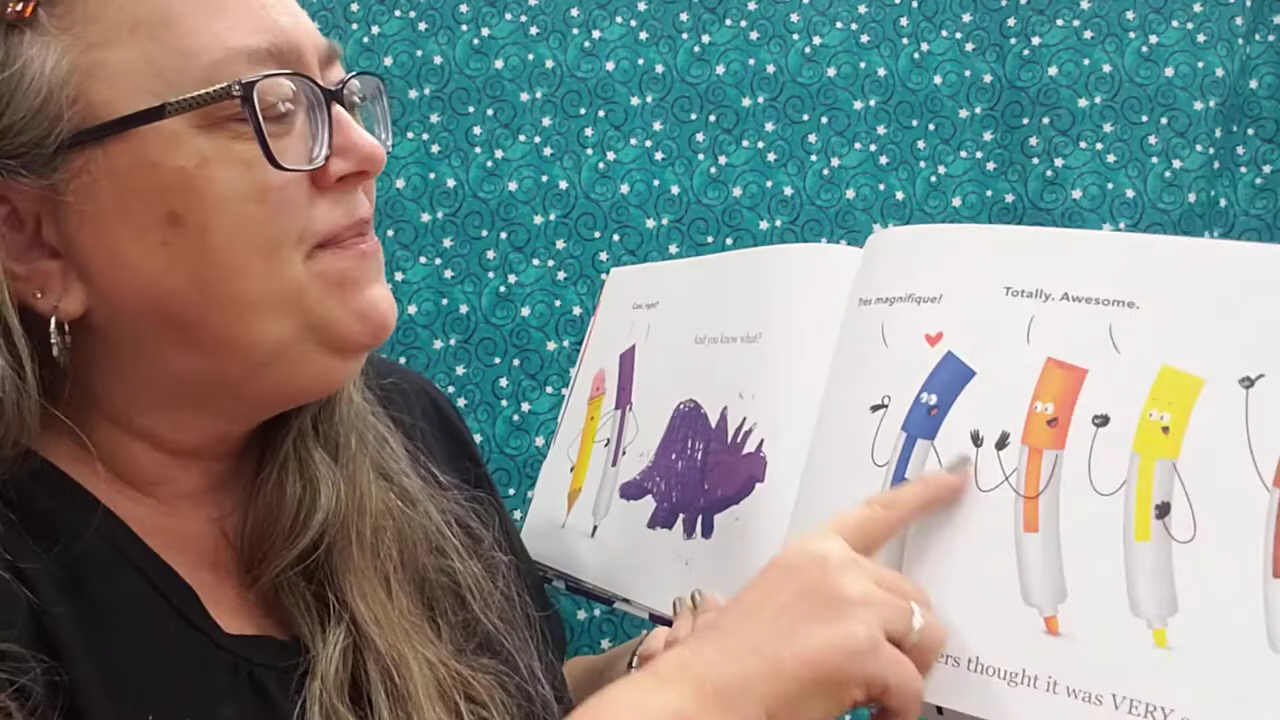 Cool, right?
And you know what?
Très magnifique!
Totally. Awesome.
thought it was VERY